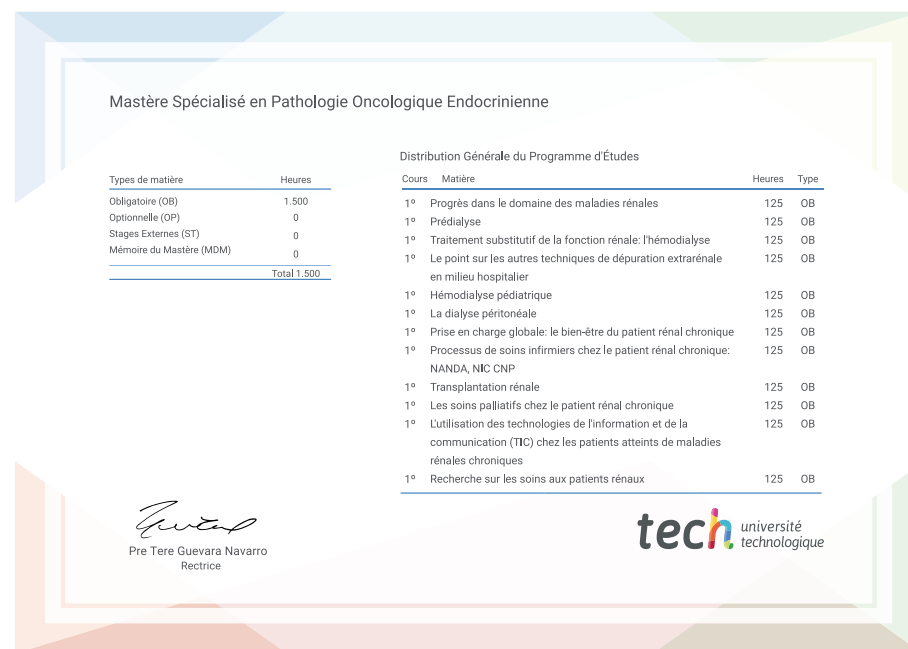 Mastère Spécialisé en Pathologie Oncologique Endocrinienne
Types de matière Heures
Obligatoire (OB) 1.500
Optionnelle (OP) 0
Stages Externes (ST) 0
Mémoire du Mastère (MDM) 0
Total 1.500
Distribution Générale du Programme d'Études
Cours Matière Heures Type
1º Progrès dans le domaine des maladies rénales 125 OB
1º Prédialyse 125 OB
1º Traitement substitutif de la fonction rénale: l'hémodialyse 125 OB
1º Le point sur les autres techniques de dépuration extrarénale 125 OB
en milieu hospitalier
1º Hémodialyse pédiatrique 125 OB
1º La dialyse péritonéale 125 OB
1º Prise en charge globale: le bien-être du patient rénal chronique 125 OB
1º Processus de soins infirmiers chez le patient rénal chronique: 125 OB
NANDA, NIC CNP
1º Transplantation rénale 125 OB
1º Les soins palliatifs chez le patient rénal chronique 125 OB
1º L'utilisation des technologies de l'information et de la 125 OB
communication (TIC) chez les patients atteints de maladies
rénales chroniques
1º Recherche sur les soins aux patients rénaux 125 OB
Pre Tere Guevara Navarro
Rectrice
tech université
technologique